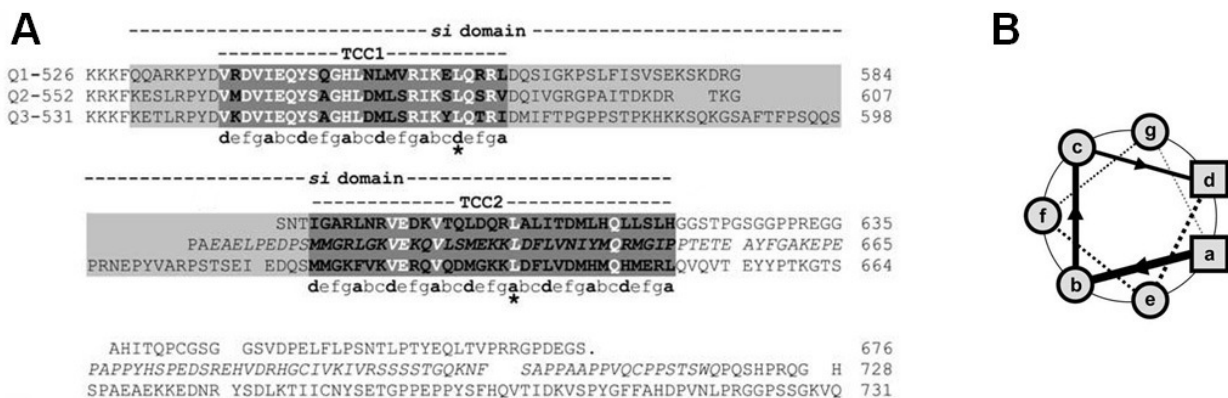 A
B
si domain
TCC1
Q1-526 KKKFQQARKPYDVRDVIEQYSQGHLNLMVRIKELQRRLDQSIGKPSLFISVSEKSKDRG 584
Q2-552 KRKFKESLRPYDVMDVIEQYSAGHLDMLSRIKSLQSRVDQIVGRGPAITDKDR TKG 607
Q3-531 KKKFKETLRPYDVKDVIEQYSAGHLDMLSRIKYLQTRIDMIFTPGPPSTPKHKKSQKGSAFTFPSQQS 598
defgabcdefgabcdefgabcdefga
*
si domain
TCC2
SNTIGARLNRVEDKVTQLDQRLALITDMLHQLLSLHGGSTPGSGGPPREGG 635
PAEAELPEDPSMMGRLGKVEKQVLSMEKKLDFLVNIYMQRMGIPPTETE AYFGAKEPE 665
PRNEPYVARPSTSEI EDQSMMGKFVKVERQVQDMGKKLDFLVDMHMQHMERLQVQVT EYYPTKGTS 664
defgabcdefgabcdefgabcdefgabcdefga
*
AHITQPCGSG GSVDPELFLPSNTLPTYEQLTVPRRGPDEGS. 676
PAPPYHSPEDSREHVDRHGCIVKIVRSSSSTGQKNF SAPPAAPPVQCPPSTSWQPQSHPRQG H 728
SPAEAEKKEDNR YSDLKTIICNYSETGPPEPPYSFHQVTIDKVSPYGFFAHDPVNLPRGGPSSGKVQ 731
g
c
d
f
a
b
e